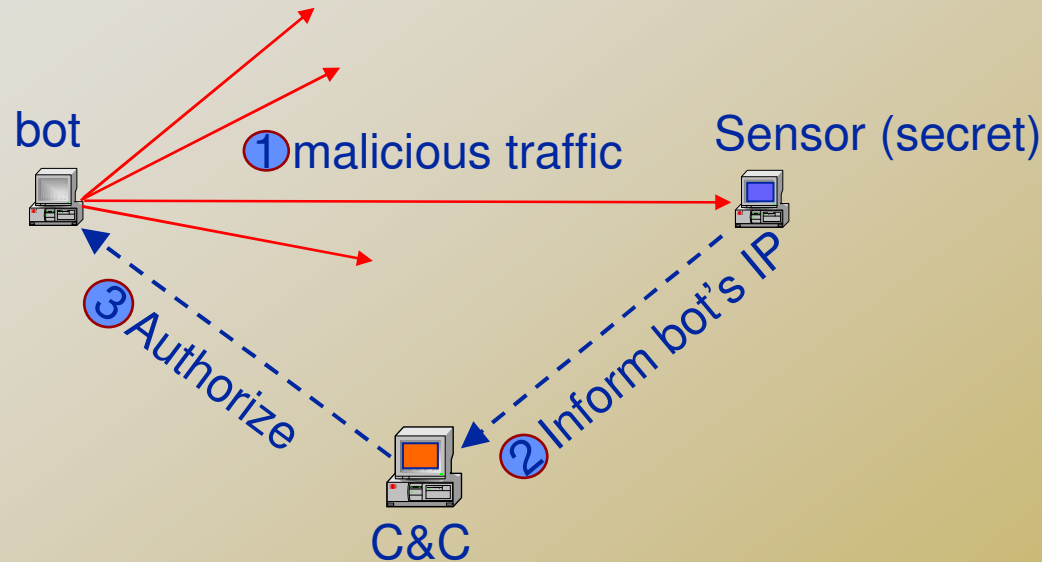 bot
① malicious traffic
Sensor (secret)
③ Authorize
② Inform bot’s IP
C&C